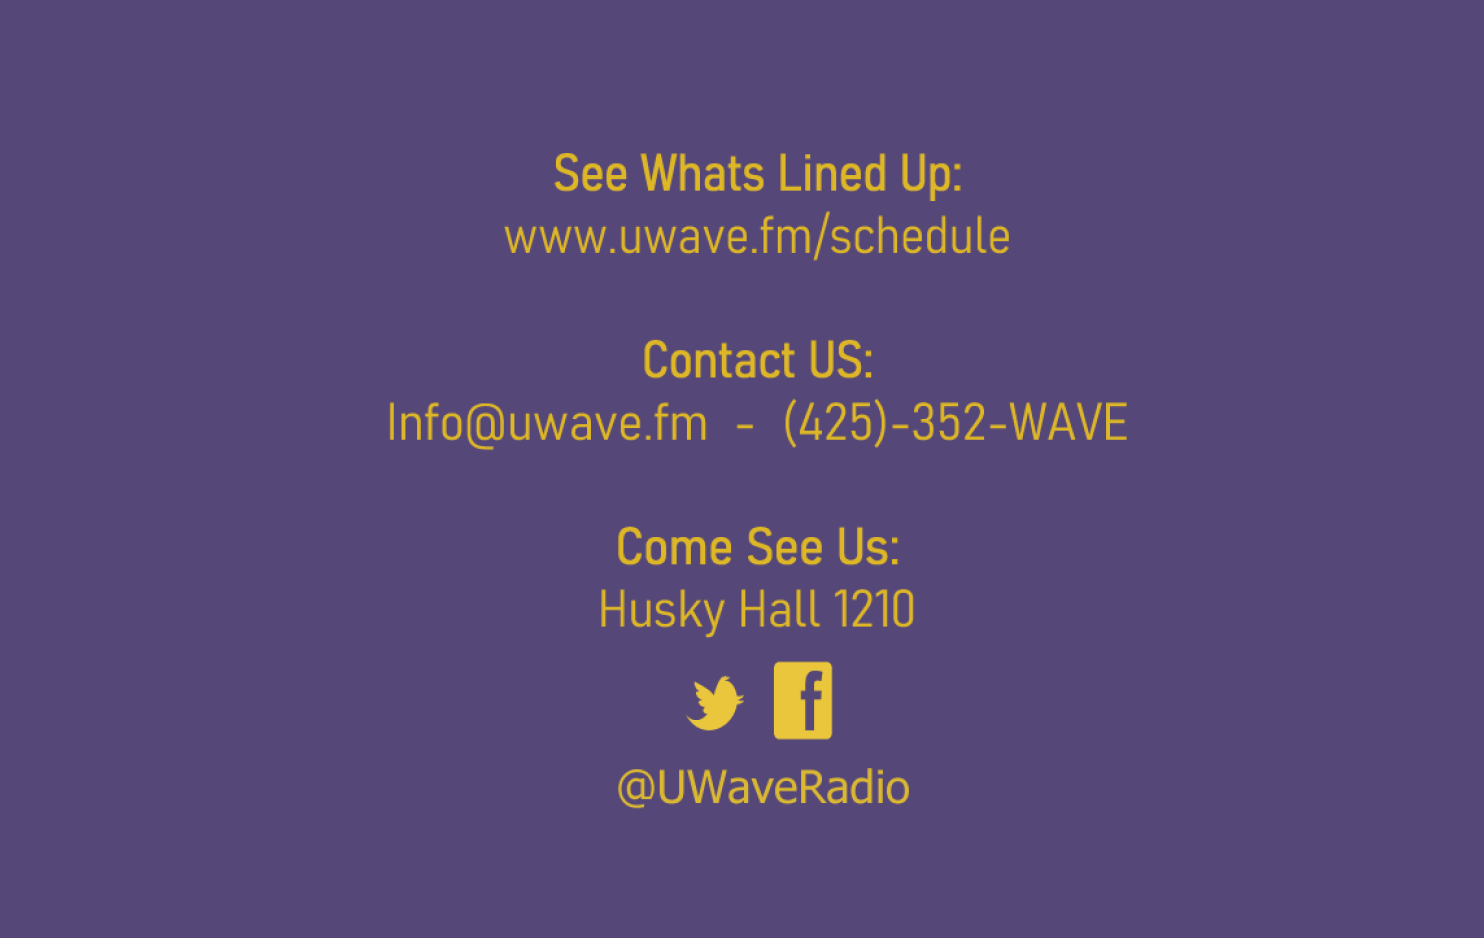 See Whats Lined Up:
www.uwave.fm/schedule
Contact US:
Info@uwave.fm - (425)-352-WAVE
Come See Us:
Husky Hall 1210
@UWaveRadio